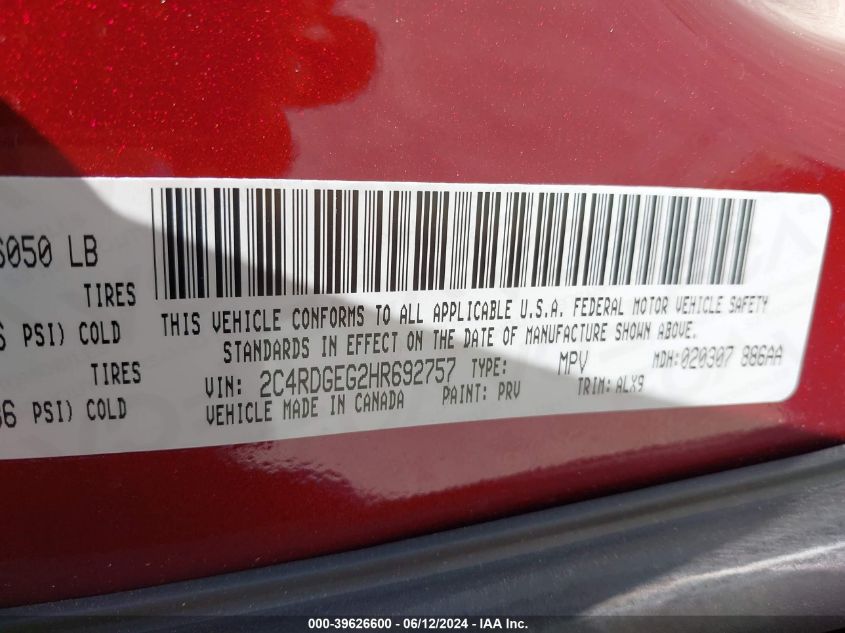 6050 LB
TIRES
PSI) COLD
TIRES
36 PSI) COLD
THIS VEHICLE CONFORMS TO ALL APPLICABLE U.S.A. FEDERAL MOTOR VEHICLE SAFETY
STANDARDS IN EFFECT ON THE DATE OF MANUFACTURE SHOWN ABOVE.
VIN: 2C4RDGEG2HR692757 TYPE: MPV MDH:020307 886AA
VEHICLE MADE IN CANADA PAINT: PRV TRIM: ALX9
000-39626600 - 06/12/2024 - IAA Inc.